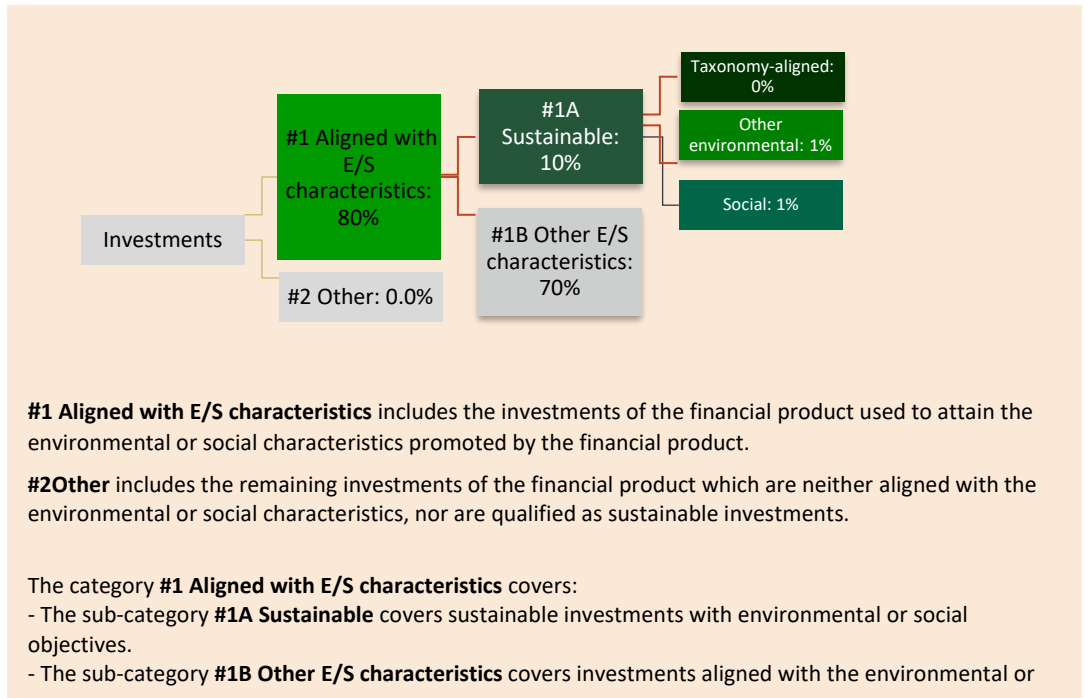 Taxonomy-aligned:
0%
#1A
Sustainable:
10%
Other
environmental: 1%
#1 Aligned with
E/S
characteristics:
80%
Social: 1%
Investments
#1B Other E/S
characteristics:
70%
#2 Other: 0.0%
#1 Aligned with E/S characteristics includes the investments of the financial product used to attain the
environmental or social characteristics promoted by the financial product.
#2Other includes the remaining investments of the financial product which are neither aligned with the
environmental or social characteristics, nor are qualified as sustainable investments.
The category #1 Aligned with E/S characteristics covers:
- The sub-category #1A Sustainable covers sustainable investments with environmental or social
objectives.
- The sub-category #1B Other E/S characteristics covers investments aligned with the environmental or